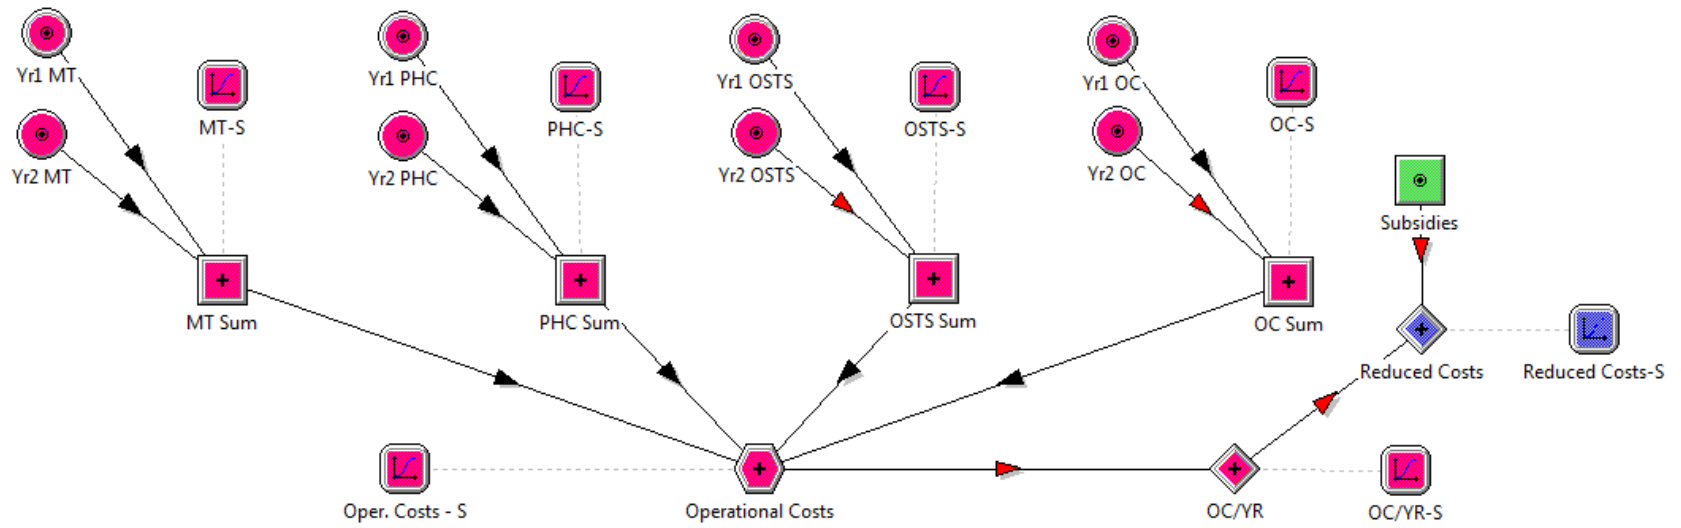 Yr1 MT
MT-S
Yr2 MT
MT Sum
Yr1 PHC
PHC-S
Yr2 PHC
PHC Sum
Yr1 OSTS
OSTS-S
Yr2 OSTS
OSTS Sum
Yr1 OC
OC-S
Yr2 OC
OC Sum
Subsidies
Reduced Costs
Reduced Costs-S
Oper. Costs - S
Operational Costs
OC/YR
OC/YR-S